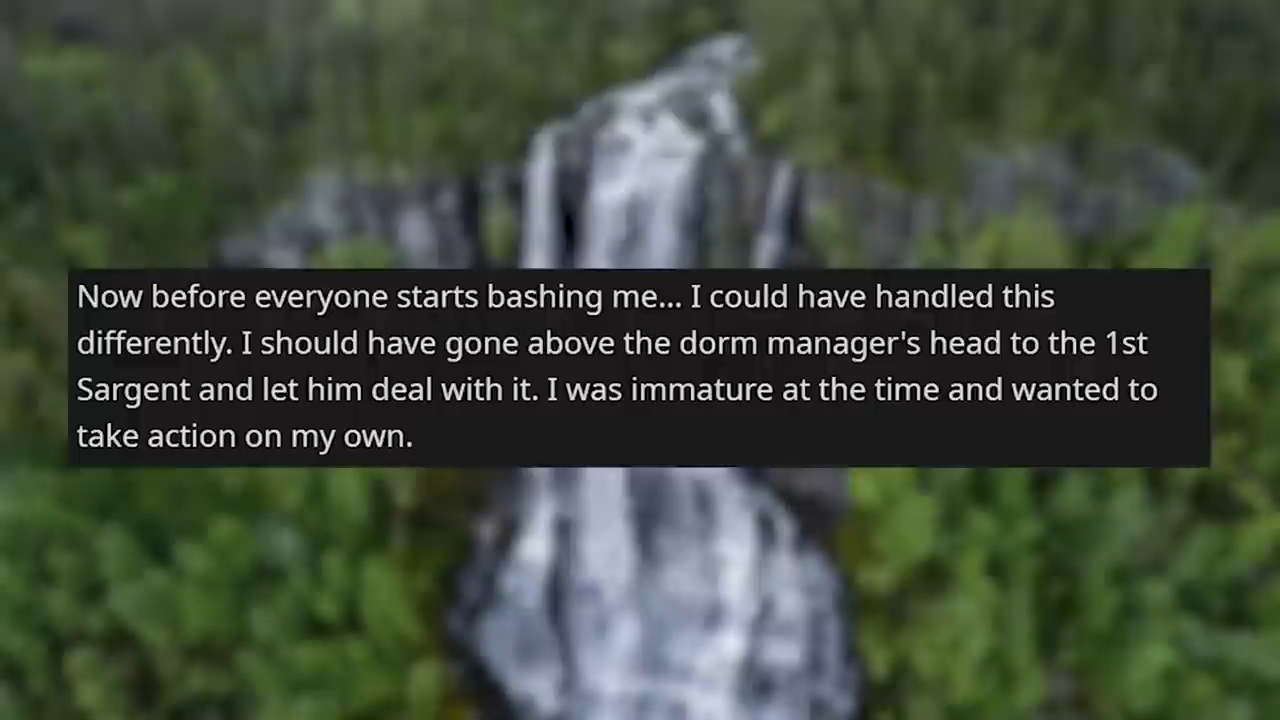 Now before everyone starts bashing me... I could have handled this
differently. I should have gone above the dorm manager's head to the 1st
Sargent and let him deal with it. I was immature at the time and wanted to
take action on my own.